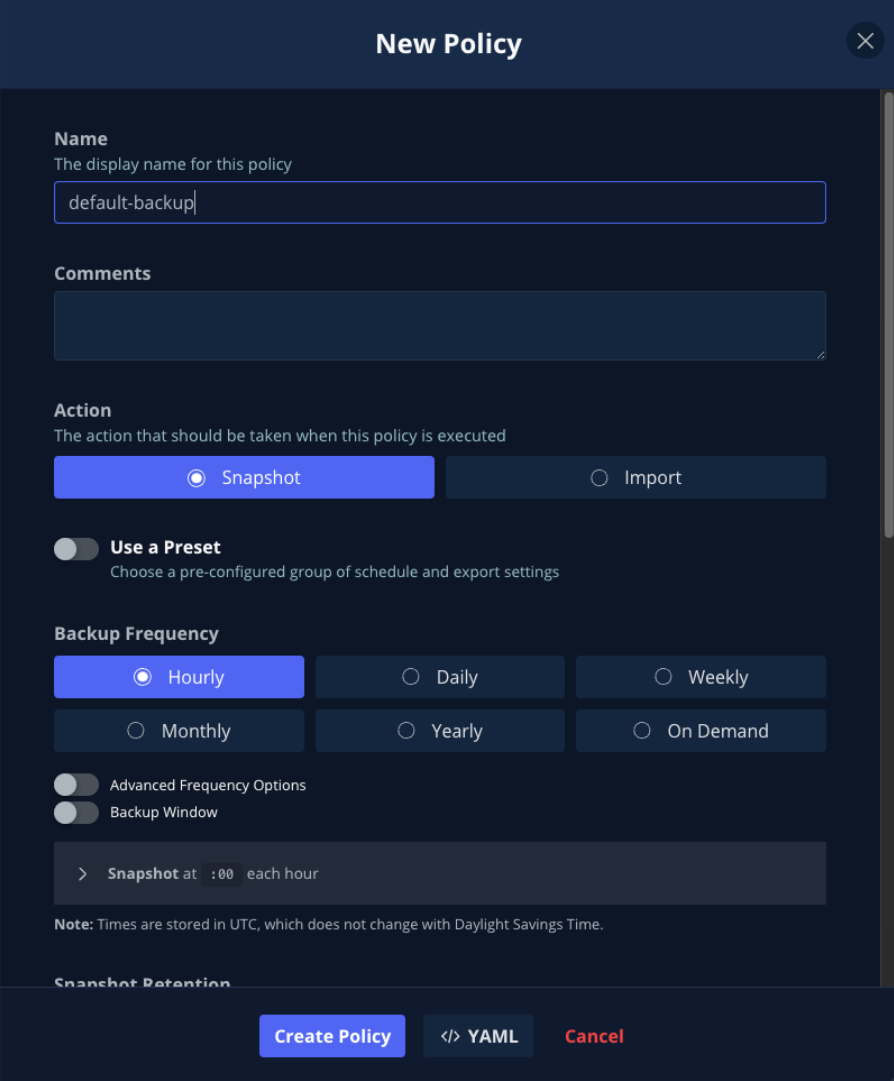 New Policy
Name
The display name for this policy
default-backup
Comments
Action
The action that should be taken when this policy is executed
Snapshot
Import
Use a Preset
Choose a pre-configured group of schedule and export settings
Backup Frequency
Hourly
Daily
Weekly
Monthly
Yearly
On Demand
Advanced Frequency Options
Backup Window
Snapshot at :00 each hour
Note: Times are stored in UTC, which does not change with Daylight Savings Time.
Snapshot Retention
Create Policy
</> YAML
Cancel